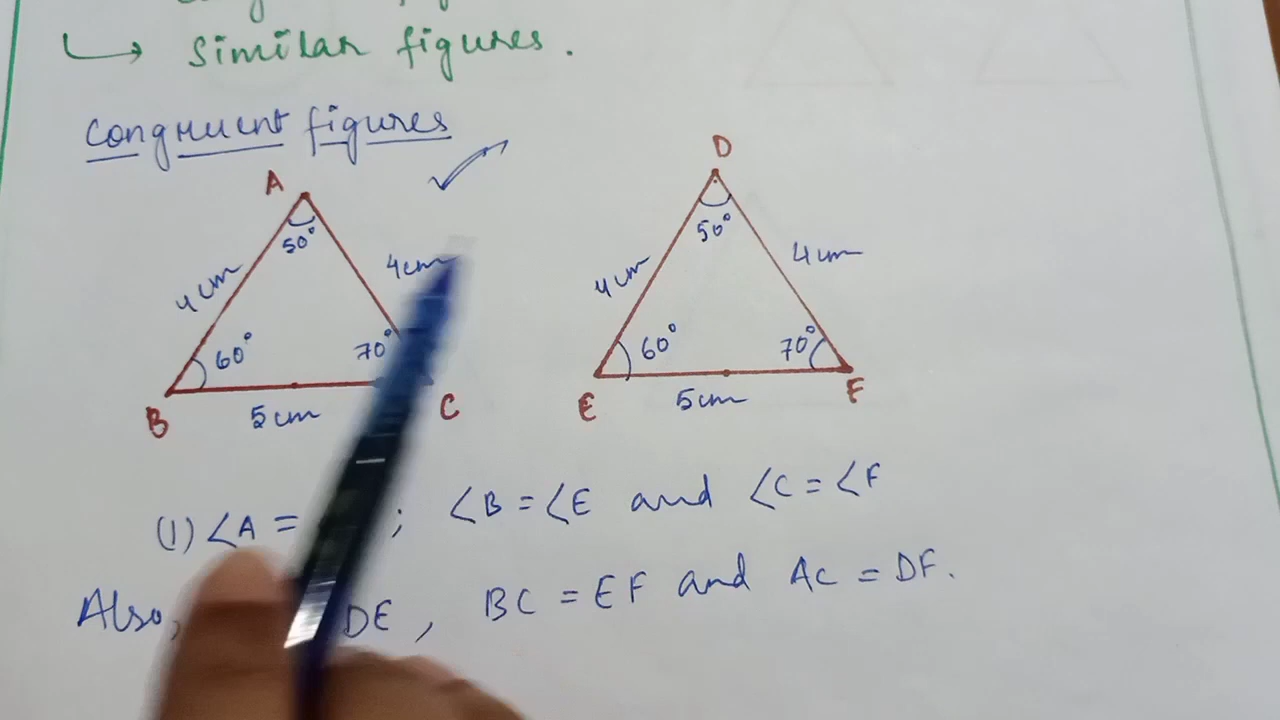 ↳ Similar figures.
Congruent figures
A
D
50°
50°
4cm
4cm
4cm
4cm
60°
70°
60°
70°
B
5cm
C
E
5cm
F
(1) ∠A = ; ∠B = ∠E and ∠C = ∠F
Also, DE, BC = EF and AC = DF.